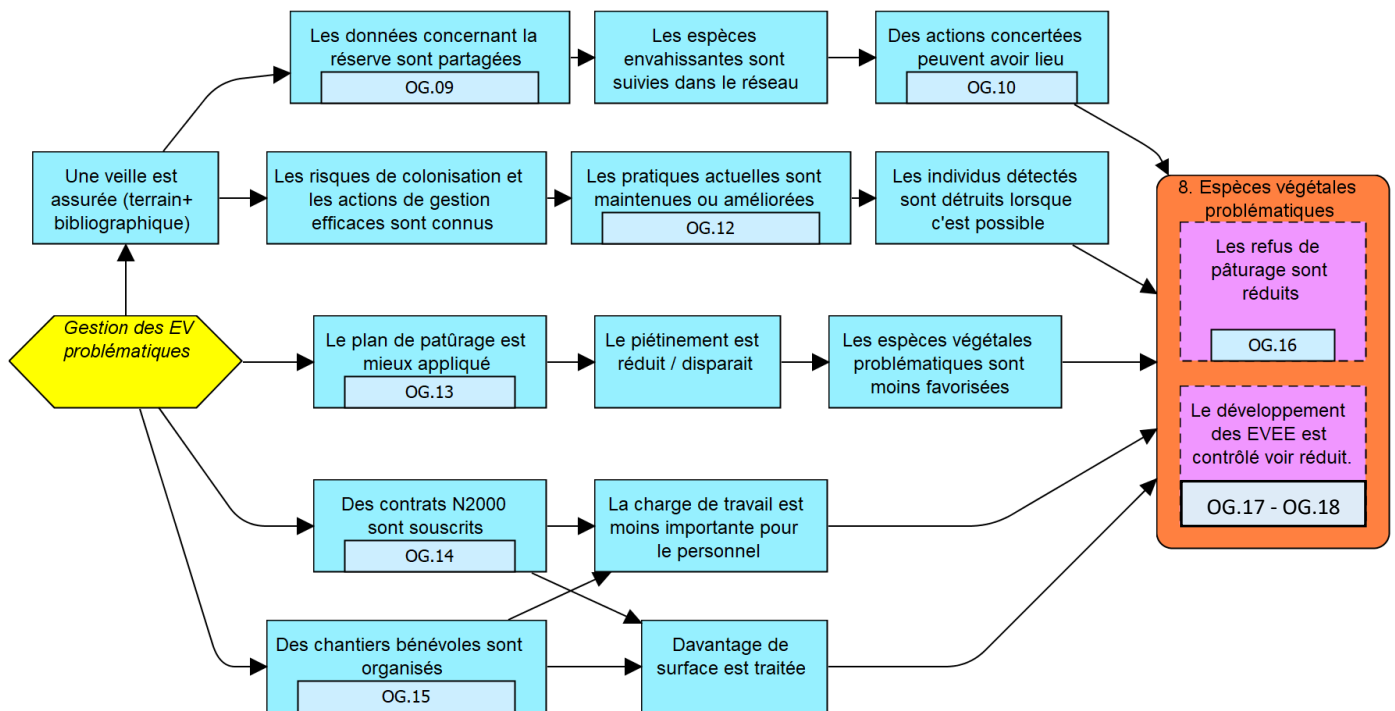 Les données concernant la
réserve sont partagées
OG.09
Les espèces
envahissantes sont
suivies dans le réseau
Des actions concertées
peuvent avoir lieu
OG.10
Une veille est
assurée (terrain+
bibliographique)
Les risques de colonisation et
les actions de gestion
efficaces sont connus
Les pratiques actuelles sont
maintenues ou améliorées
OG.12
Les individus détectés
sont détruits lorsque
c'est possible
Gestion des EV
problématiques
Le plan de patûrage est
mieux appliqué
OG.13
Le piétinement est
réduit / disparait
Les espèces végétales
problématiques sont
moins favorisées
Des contrats N2000
sont souscrits
OG.14
La charge de travail est
moins importante pour
le personnel
Des chantiers bénévoles sont
organisés
OG.15
Davantage de
surface est traitée
8. Espèces végétales
problématiques
Les refus de
pâturage sont
réduits
OG.16
Le développement
des EVEE est
contrôlé voir réduit.
OG.17 - OG.18